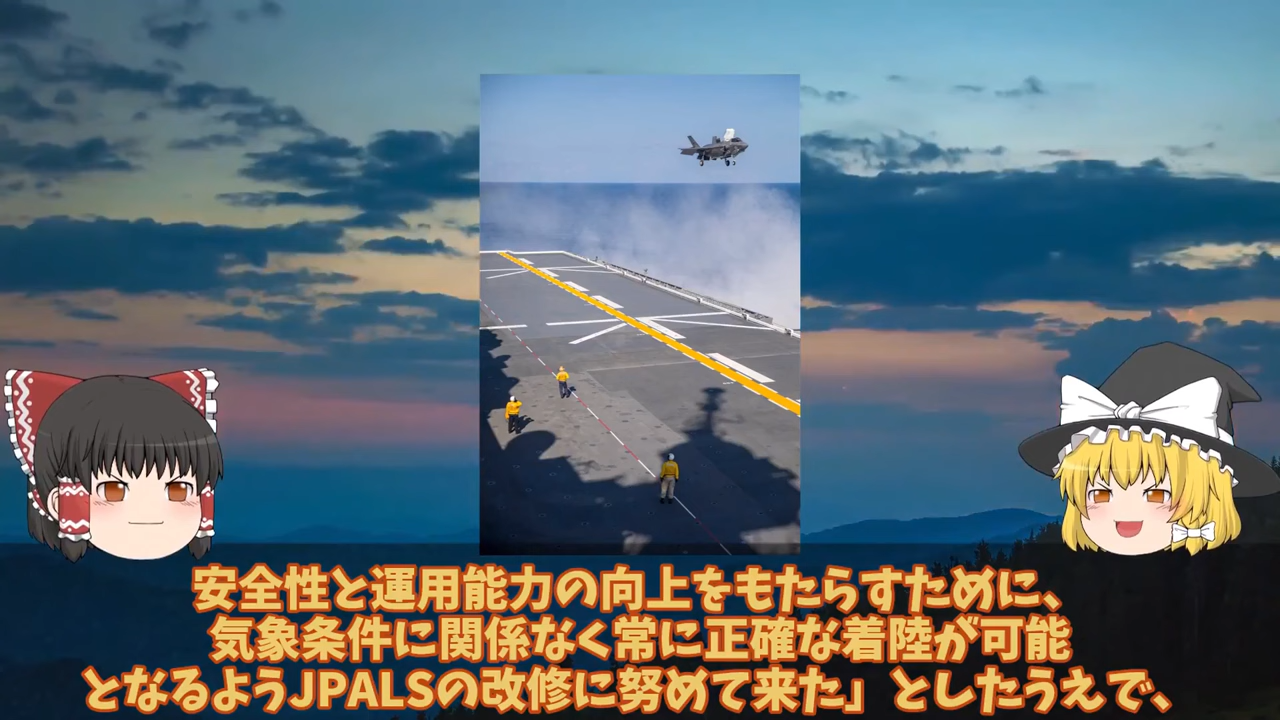 安全性と運用能力の向上をもたらすために、
気象条件に関係なく常に正確な着陸が可能
となるようJPALSの改修に努めて来た」としたうえで、